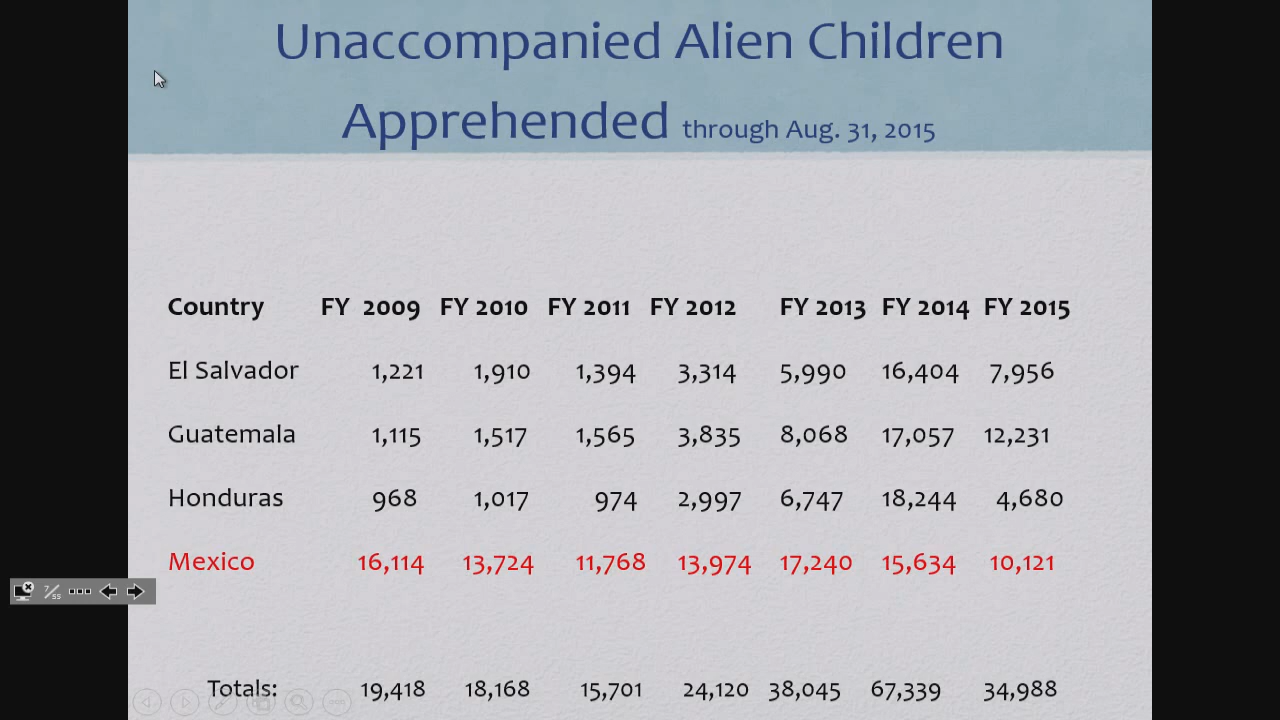 Unaccompanied Alien Children
Apprehended through Aug. 31, 2015
Country FY 2009 FY 2010 FY 2011 FY 2012 FY 2013 FY 2014 FY 2015
El Salvador 1,221 1,910 1,394 3,314 5,990 16,404 7,956
Guatemala 1,115 1,517 1,565 3,835 8,068 17,057 12,231
Honduras 968 1,017 974 2,997 6,747 18,244 4,680
Mexico 16,114 13,724 11,768 13,974 17,240 15,634 10,121
7/55
Totals: 19,418 18,168 15,701 24,120 38,045 67,339 34,988